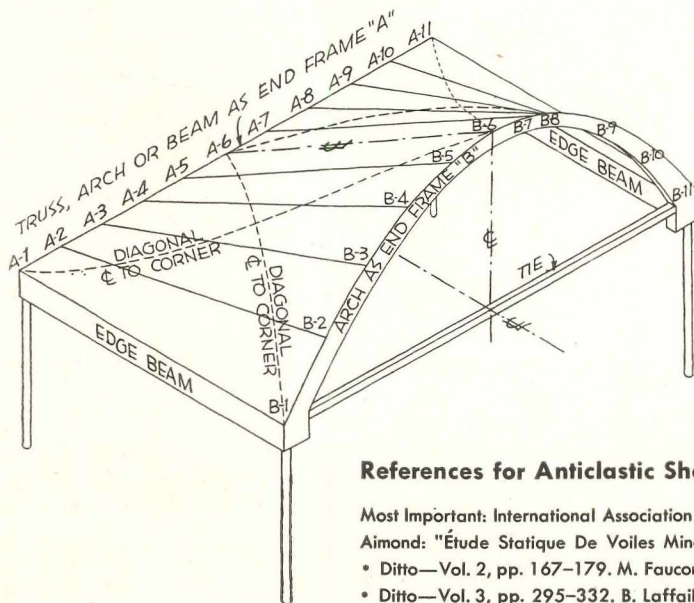 TRUSS, ARCH OR BEAM AS END FRAME "A"
A-1 A-2 A-3 A-4 A-5 A-6 A-7 A-8 A-9 A-10 A-11
DIAGONAL
℄ TO CORNER
DIAGONAL
℄ TO CORNER
EDGE BEAM
ARCH AS END FRAME "B"
B-1 B-2 B-3 B-4 B-5 B-6 B-7 B8 B-9 B-10 B-11
℄
℄
℄
EDGE BEAM
TIE
References for Anticlastic She
Most Important: International Association
Aimond: "Étude Statique De Voiles Min
• Ditto—Vol. 2, pp. 167–179. M. Faucon
• Ditto—Vol. 3, pp. 295–332. B. Laffail